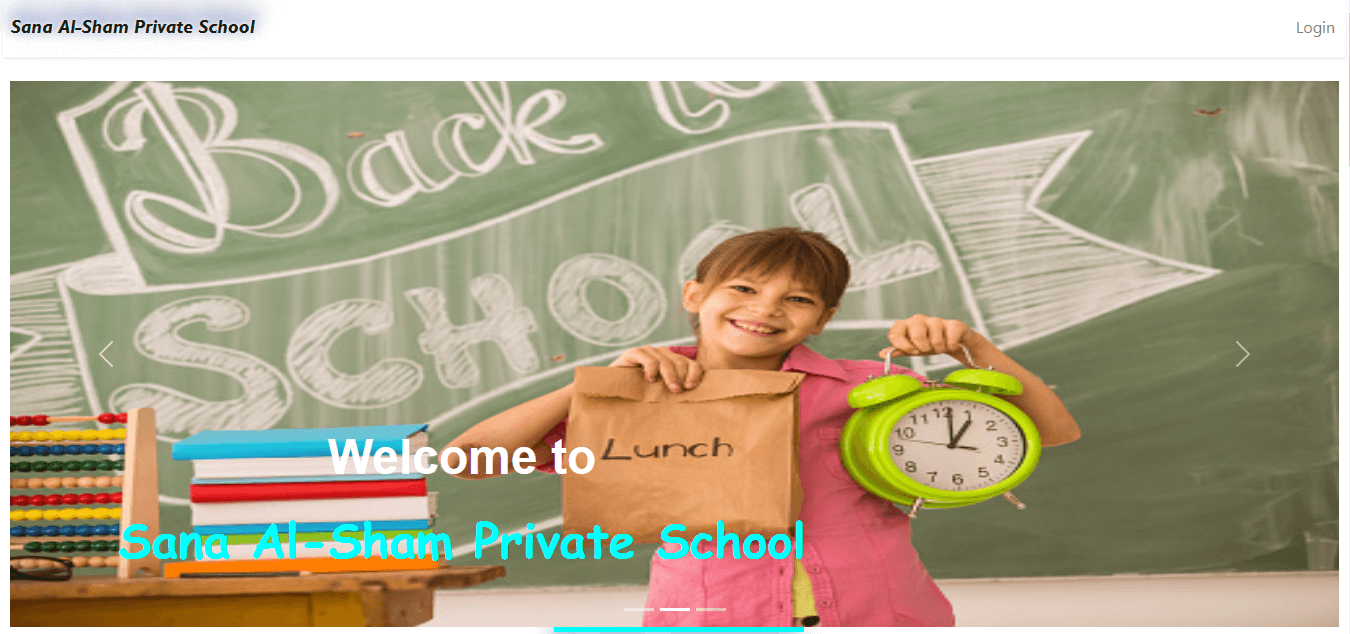 Sana Al-Sham Private School
Login
Back to
School
Lunch
Welcome to
Sana Al-Sham Private School
10 11 12 1 2 3 4 5 6 7 8 9